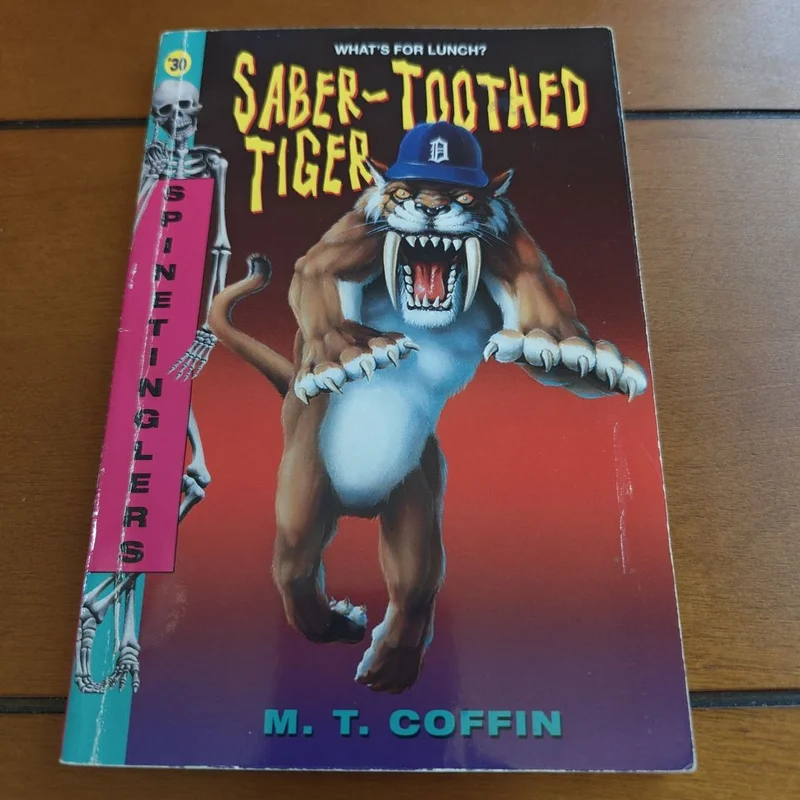 WHAT'S FOR LUNCH?
#30
SABER-TOOTHED
TIGER
D
SPINETINGLERS
M. T. COFFIN